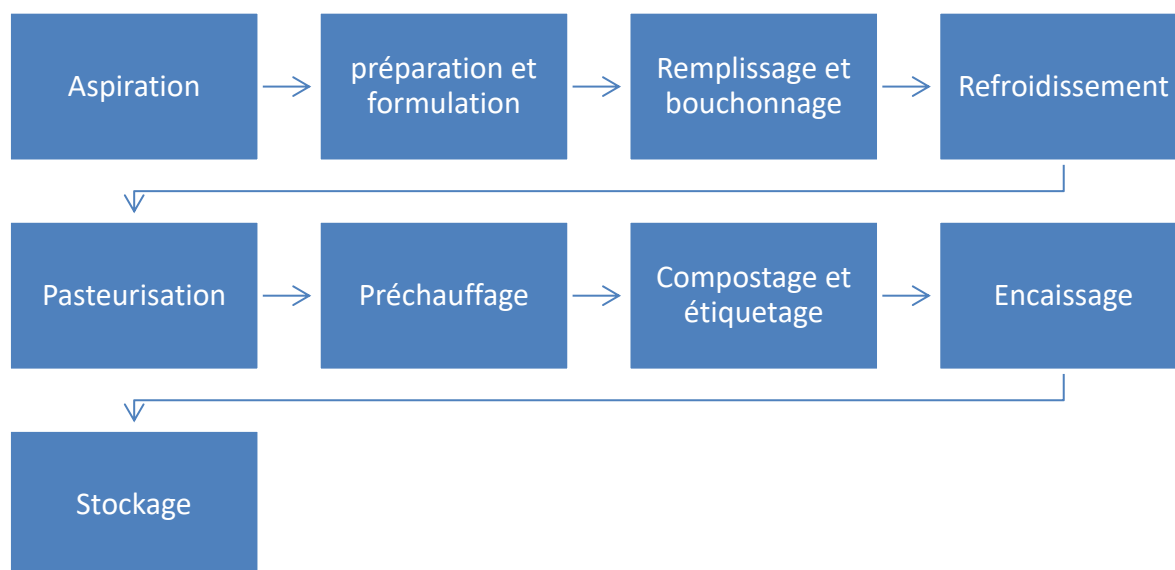 Aspiration
préparation et
formulation
Remplissage et
bouchonnage
Refroidissement
Pasteurisation
Préchauffage
Compostage et
étiquetage
Encaissage
Stockage